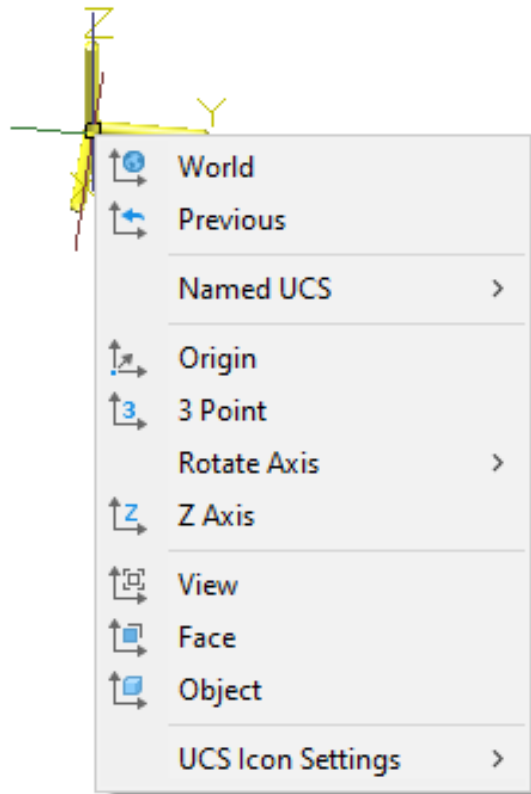 Z
Y
X
World
Previous
Named UCS
Origin
3 Point
Rotate Axis
Z Axis
View
Face
Object
UCS Icon Settings